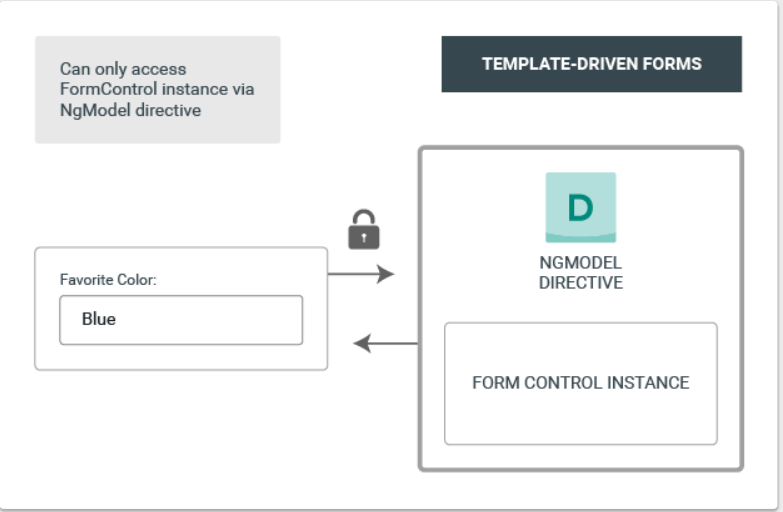 Can only access
FormControl instance via
NgModel directive
TEMPLATE-DRIVEN FORMS
D
NGMODEL
DIRECTIVE
Favorite Color:
Blue
FORM CONTROL INSTANCE